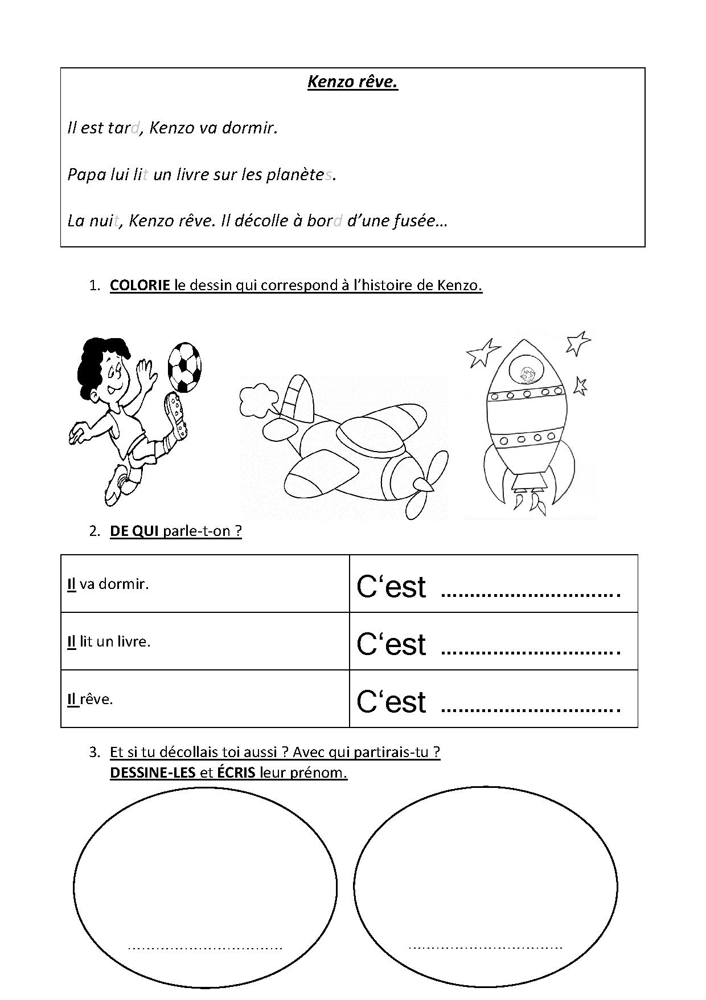 Kenzo rêve.
Il est tard, Kenzo va dormir.
Papa lui lit un livre sur les planètes.
La nuit, Kenzo rêve. Il décolle à bord d’une fusée…
1. COLORIE le dessin qui correspond à l’histoire de Kenzo.
2. DE QUI parle-t-on ?
Il va dormir.
C‘est ………………………….
Il lit un livre.
C‘est ………………………….
Il rêve.
C‘est ………………………….
3. Et si tu décollais toi aussi ? Avec qui partirais-tu ?
DESSINE-LES et ÉCRIS leur prénom.
……………………………
……………………………